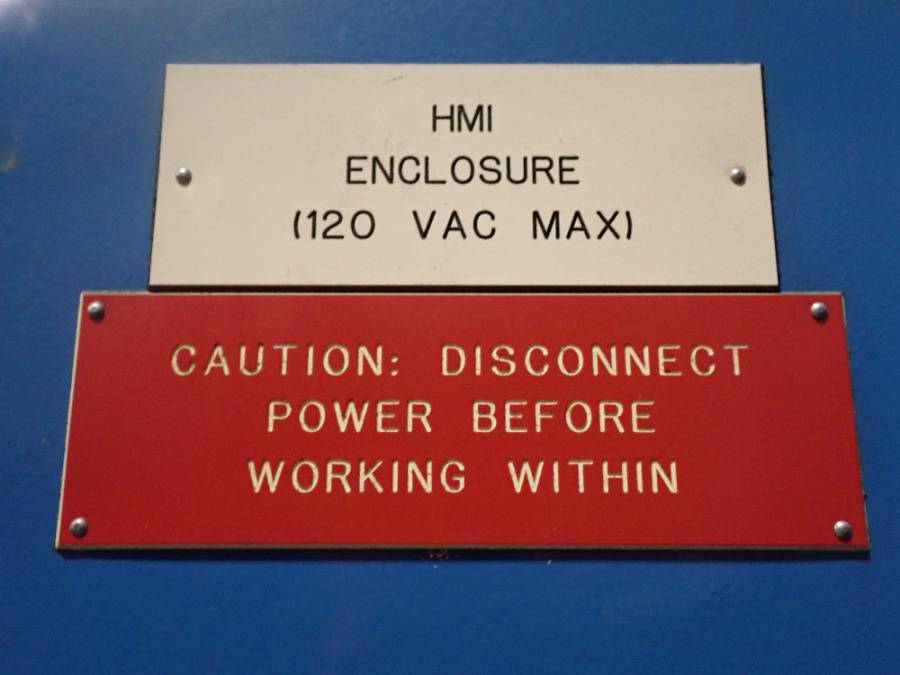 HMI
ENCLOSURE
(120 VAC MAX)
CAUTION: DISCONNECT
POWER BEFORE
WORKING WITHIN